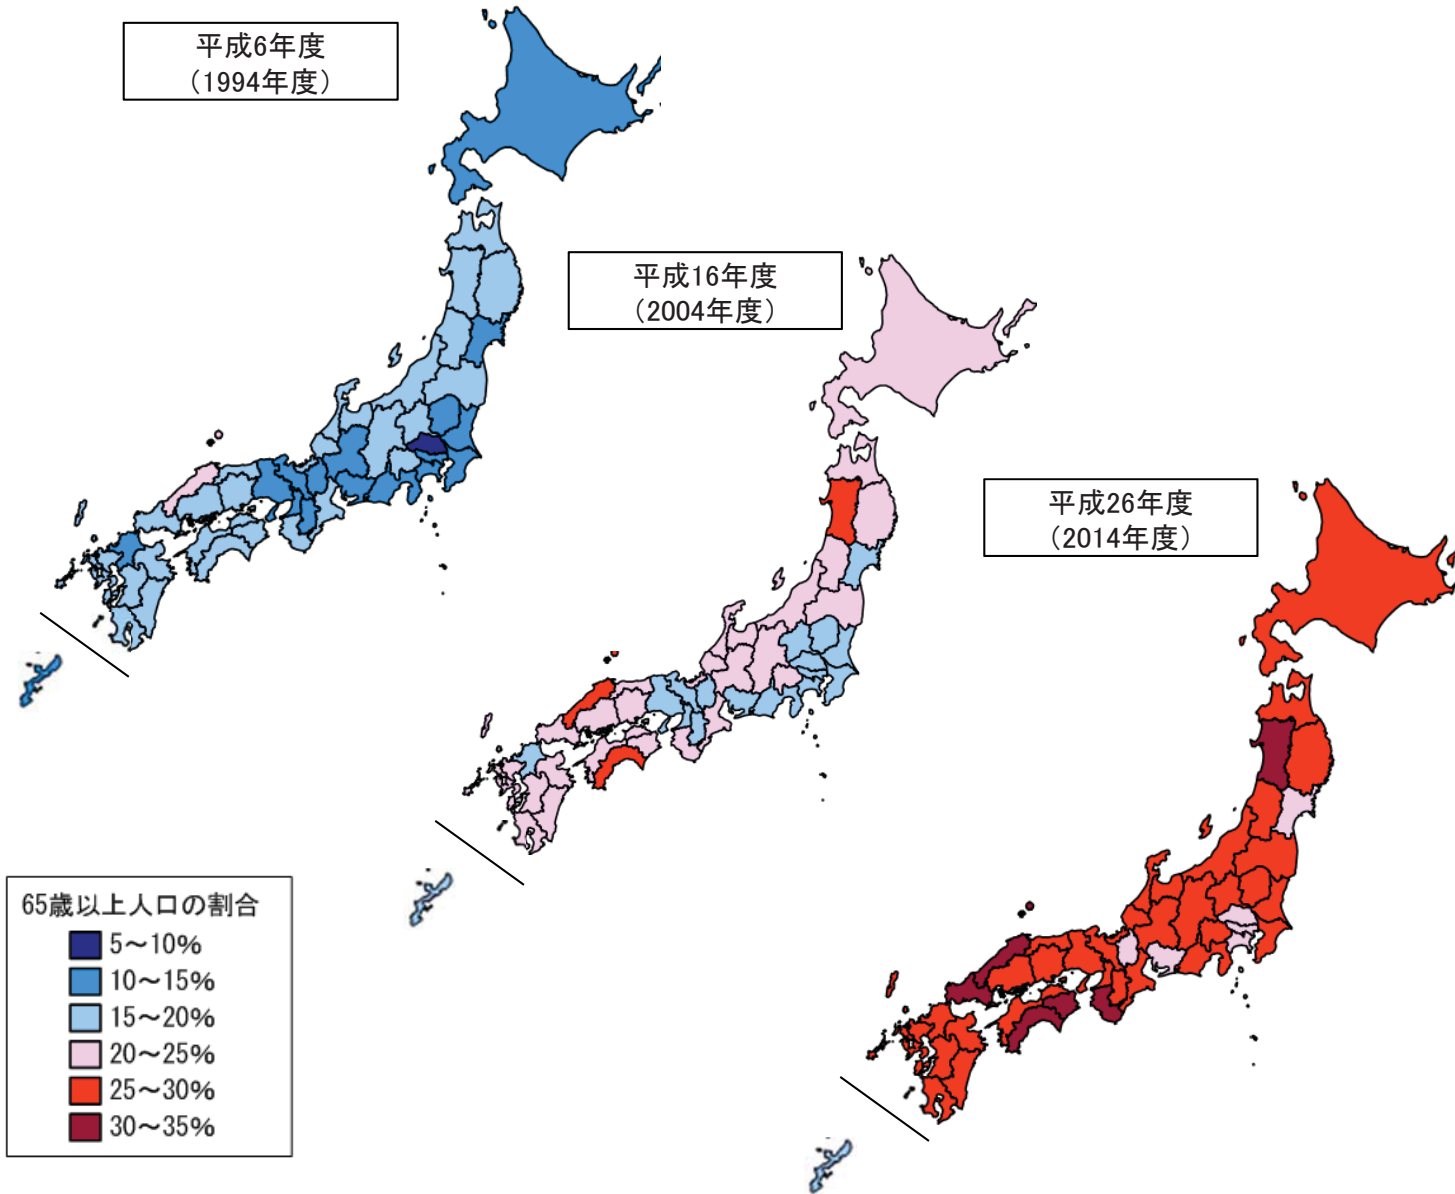 平成6年度
（1994年度）
平成16年度
（2004年度）
平成26年度
（2014年度）
65歳以上人口の割合
5～10%
10～15%
15～20%
20～25%
25～30%
30～35%